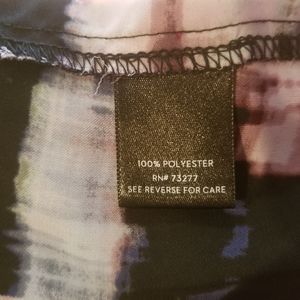 100% POLYESTER
RN# 73277
SEE REVERSE FOR CARE